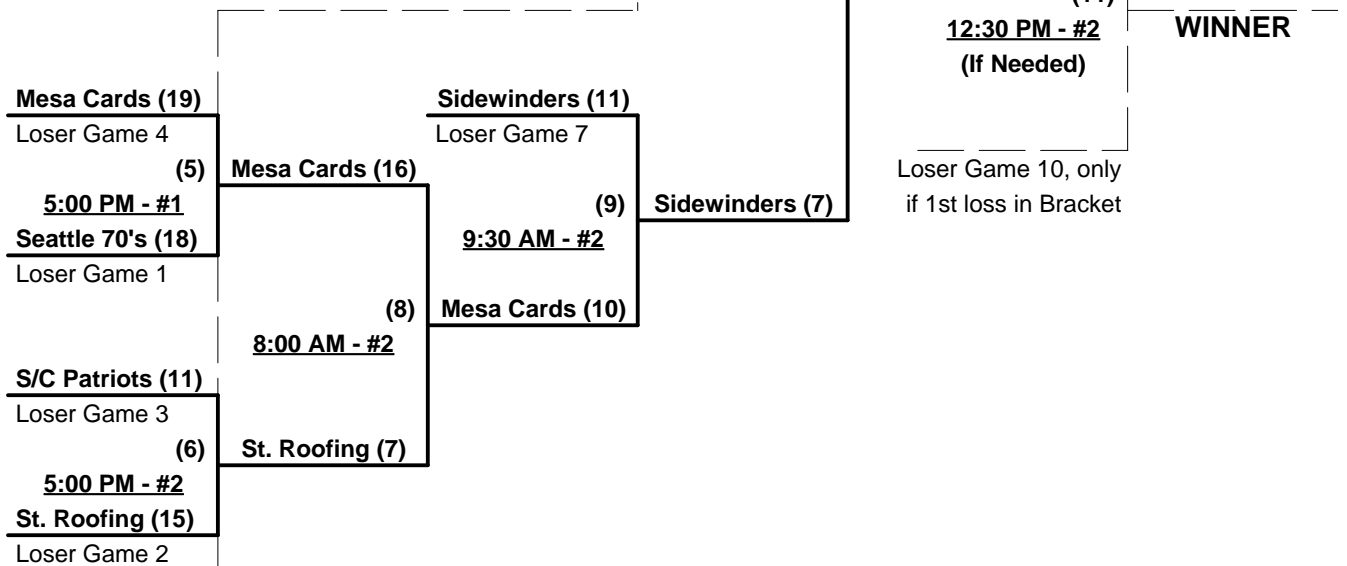 12:30 PM - #2
WINNER
(If Needed)
Mesa Cards (19)
Sidewinders (11)
Loser Game 4
Loser Game 7
(5)
Mesa Cards (16)
Loser Game 10, only
5:00 PM - #1
(9)
Sidewinders (7)
if 1st loss in Bracket
Seattle 70's (18)
9:30 AM - #2
Loser Game 1
(8)
Mesa Cards (10)
8:00 AM - #2
S/C Patriots (11)
Loser Game 3
(6)
St. Roofing (7)
5:00 PM - #2
St. Roofing (15)
Loser Game 2